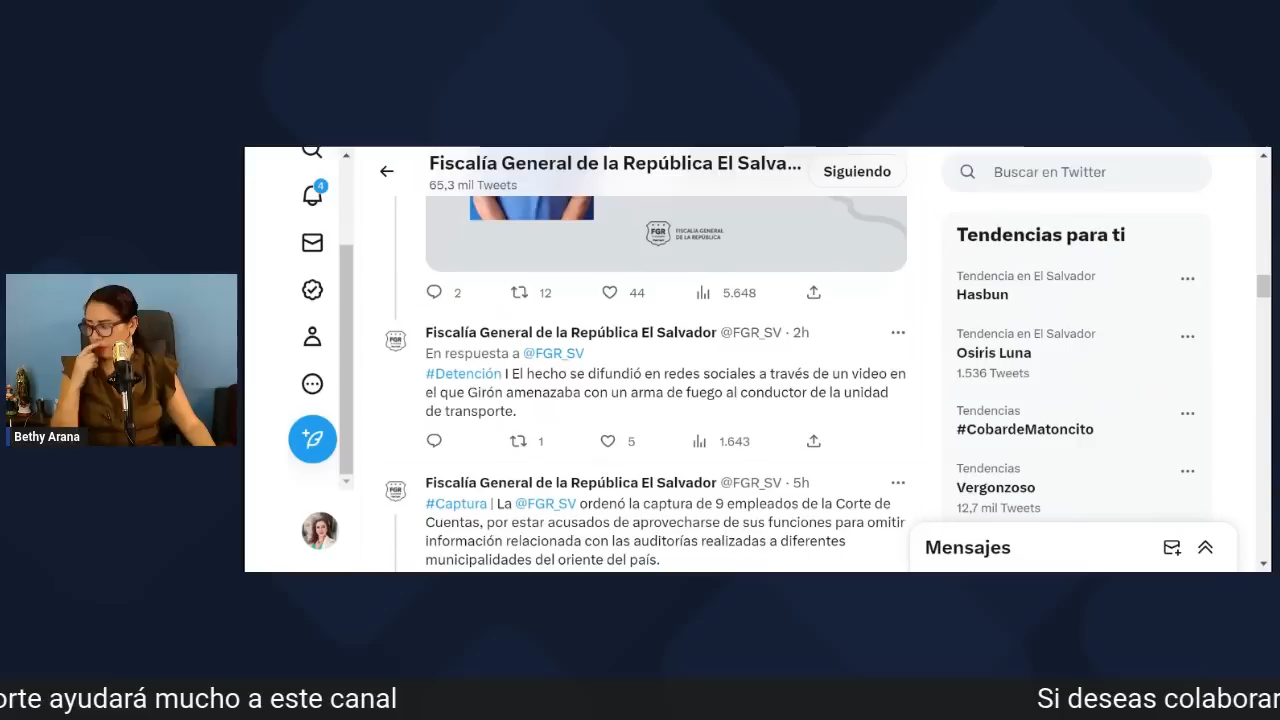 Fiscalía General de la República El Salva...
65,3 mil Tweets
Siguiendo
Buscar en Twitter
4
FGR
FISCALÍA GENERAL
DE LA REPÚBLICA
2 12 44 5.648
Fiscalía General de la República El Salvador @FGR_SV · 2h
En respuesta a @FGR_SV
#Detención I El hecho se difundió en redes sociales a través de un video en
el que Girón amenazaba con un arma de fuego al conductor de la unidad
de transporte.
1 5 1.643
Fiscalía General de la República El Salvador @FGR_SV · 5h
#Captura | La @FGR_SV ordenó la captura de 9 empleados de la Corte de
Cuentas, por estar acusados de aprovecharse de sus funciones para omitir
información relacionada con las auditorías realizadas a diferentes
municipalidades del oriente del país.
Tendencias para ti
Tendencia en El Salvador
Hasbun
Tendencia en El Salvador
Osiris Luna
1.536 Tweets
Tendencias
#CobardeMatoncito
Tendencias
Vergonzoso
12,7 mil Tweets
Mensajes
Bethy Arana
orte ayudará mucho a este canal
Si deseas colaborar